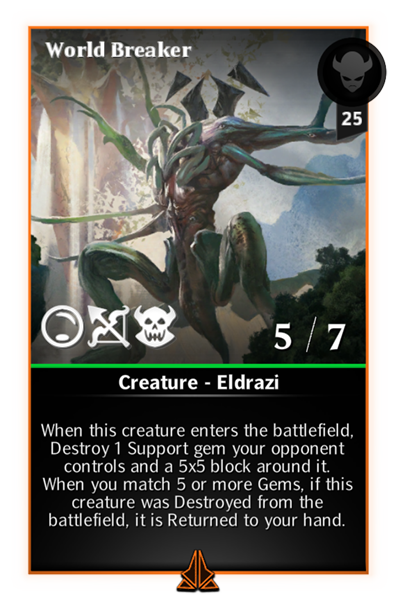 World Breaker
25
5 / 7
Creature - Eldrazi
When this creature enters the battlefield,
Destroy 1 Support gem your opponent
controls and a 5x5 block around it.
When you match 5 or more Gems, if this
creature was Destroyed from the
battlefield, it is Returned to your hand.